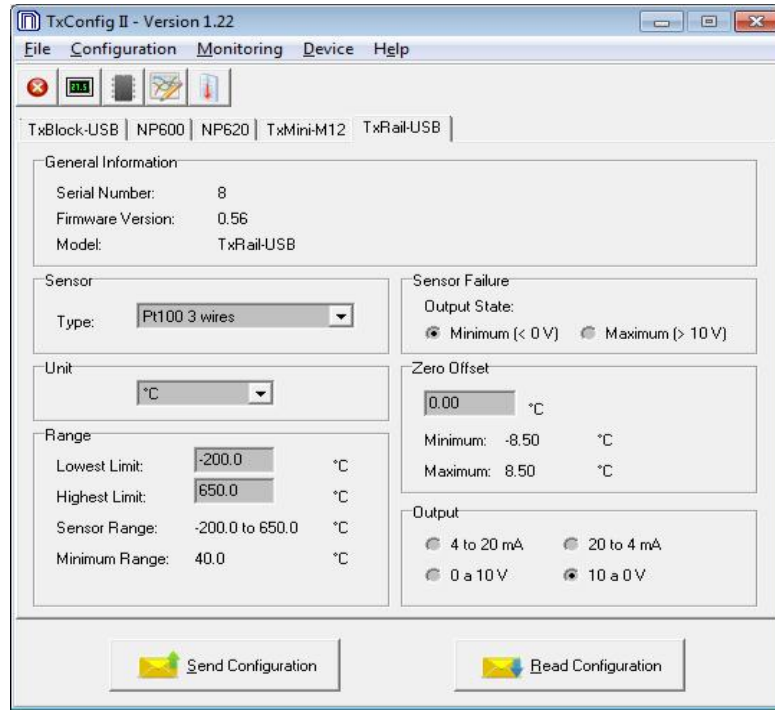 TxConfig II - Version 1.22
File Configuration Monitoring Device Help
27.5
TxBlock-USB NP600 NP620 TxMini-M12 TxRail-USB
General Information
Serial Number: 8
Firmware Version: 0.56
Model: TxRail-USB
Sensor
Type: Pt100 3 wires
Unit
°C
Range
Lowest Limit: -200.0 °C
Highest Limit: 650.0 °C
Sensor Range: -200.0 to 650.0 °C
Minimum Range: 40.0 °C
Sensor Failure
Output State:
Minimum (< 0 V) Maximum (> 10 V)
Zero Offset
0.00 °C
Minimum: -8.50 °C
Maximum: 8.50 °C
Output
4 to 20 mA 20 to 4 mA
0 a 10 V 10 a 0 V
Send Configuration Read Configuration